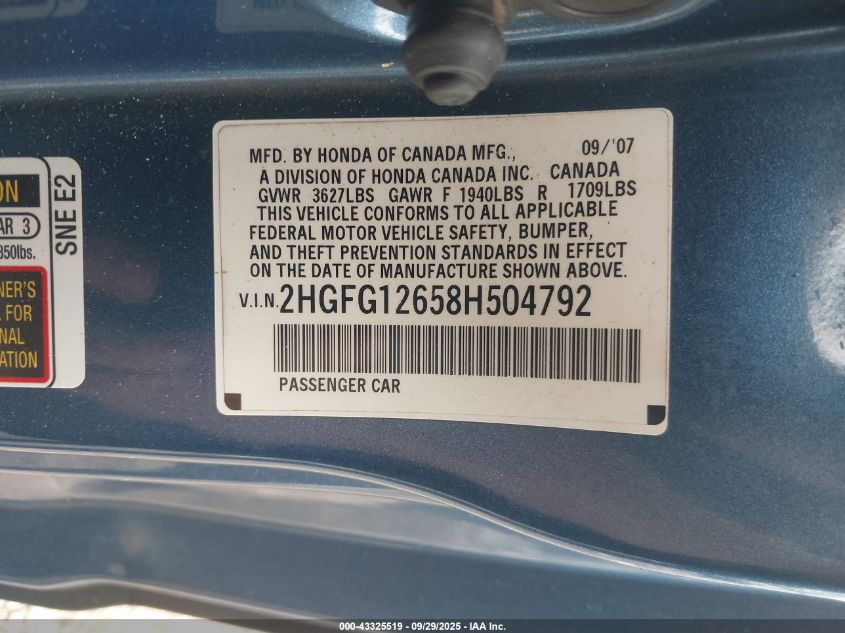 MFD. BY HONDA OF CANADA MFG., 09/'07
A DIVISION OF HONDA CANADA INC. CANADA
GVWR 3627LBS GAWR F 1940LBS R 1709LBS
THIS VEHICLE CONFORMS TO ALL APPLICABLE
FEDERAL MOTOR VEHICLE SAFETY, BUMPER,
AND THEFT PREVENTION STANDARDS IN EFFECT
ON THE DATE OF MANUFACTURE SHOWN ABOVE.
V.I.N. 2HGFG12658H504792
PASSENGER CAR
ON
AR 3
850lbs.
NER'S
L FOR
NAL
ATION
SNE E2
000-43325519 - 09/29/2025 - IAA Inc.